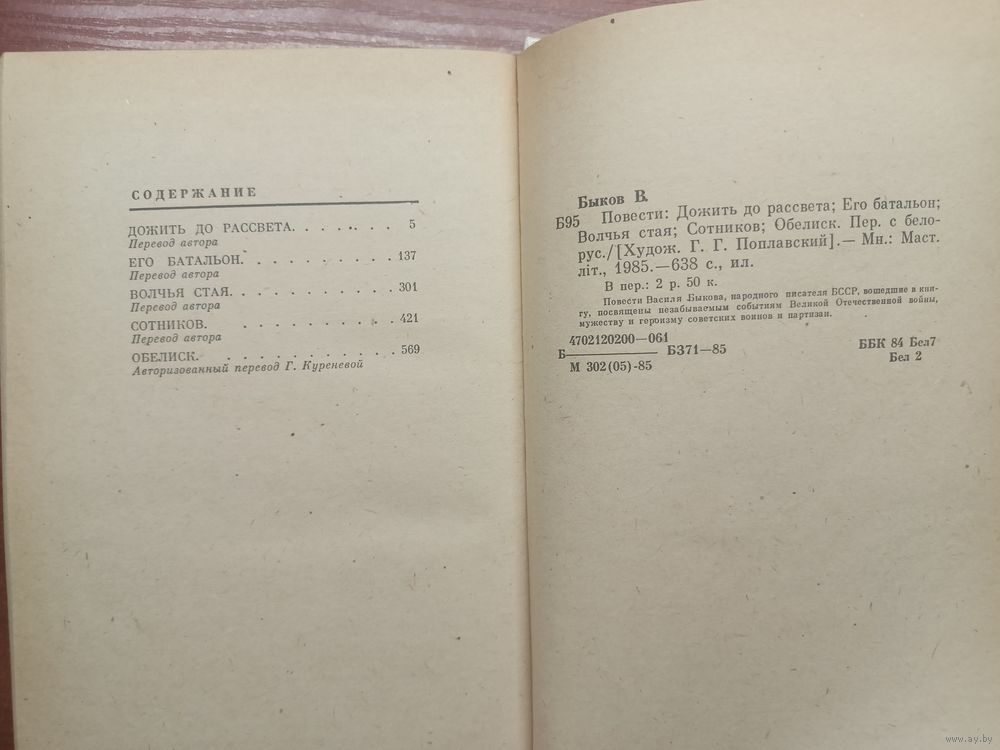 СОДЕРЖАНИЕ
ДОЖИТЬ ДО РАССВЕТА. . . . . . . 5
Перевод автора
ЕГО БАТАЛЬОН. . . . . . . . . . 137
Перевод автора
ВОЛЧЬЯ СТАЯ. . . . . . . . . . . 301
Перевод автора
СОТНИКОВ. . . . . . . . . . . 421
Перевод автора
ОБЕЛИСК. . . . . . . . . . . . 569
Авторизованный перевод Г. Куреневой
Быков В.
Б95 Повести: Дожить до рассвета; Его батальон;
Волчья стая; Сотников; Обелиск. Пер. с бело-
рус./[Худож. Г. Г. Поплавский].— Мн.: Маст.
літ., 1985.—638 с., ил.
В пер.: 2 р. 50 к.
Повести Василя Быкова, народного писателя БССР, вошедшие в кни-
гу, посвящены незабываемым событиям Великой Отечественной войны,
мужеству и героизму советских воинов и партизан.
4702120200—061
Б———— Б371—85
М 302(05)-85
ББК 84 Бел7
Бел 2
www.ay.by